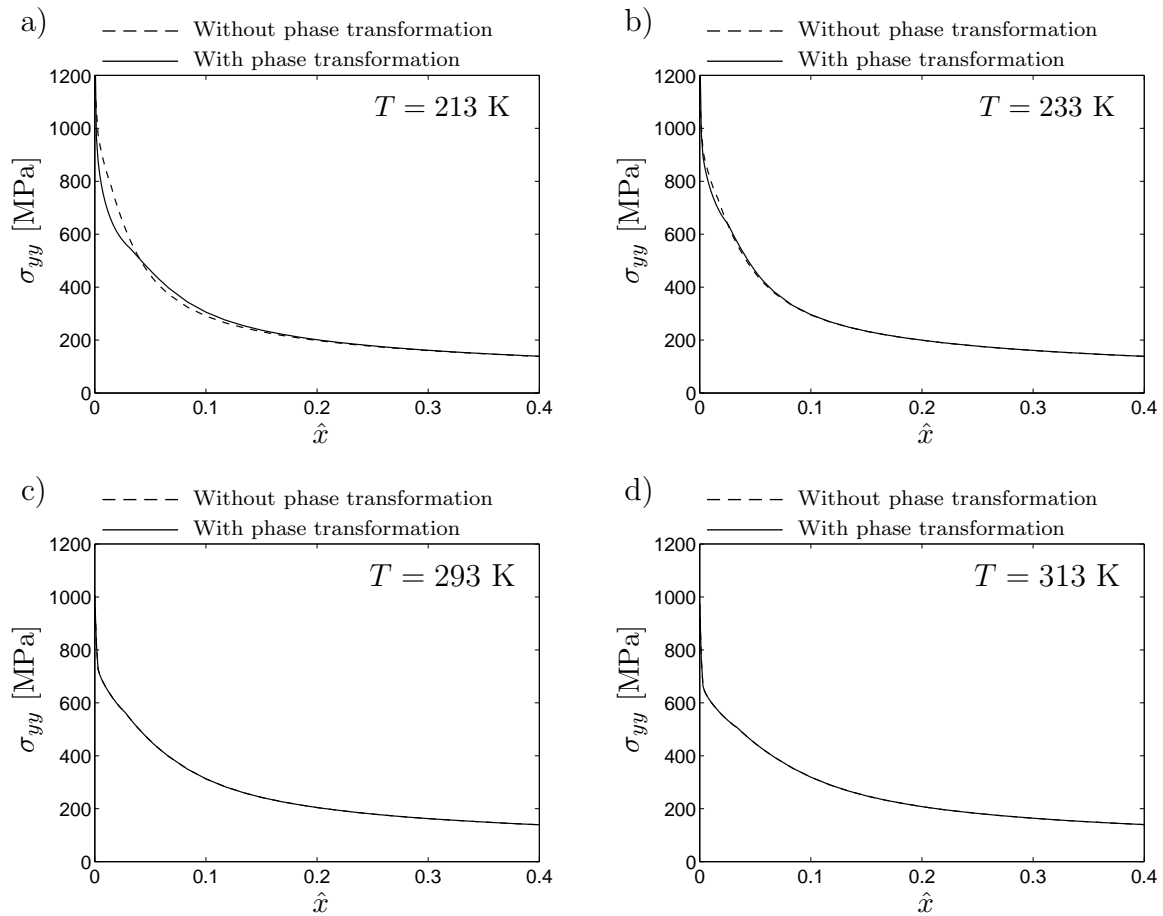 a)
Without phase transformation
With phase transformation
T = 213 K
1200
1000
800
600
400
200
0
σyy [MPa]
0 0.1 0.2 0.3 0.4
x̂
b)
Without phase transformation
With phase transformation
T = 233 K
1200
1000
800
600
400
200
0
σyy [MPa]
0 0.1 0.2 0.3 0.4
x̂
c)
Without phase transformation
With phase transformation
T = 293 K
1200
1000
800
600
400
200
0
σyy [MPa]
0 0.1 0.2 0.3 0.4
x̂
d)
Without phase transformation
With phase transformation
T = 313 K
1200
1000
800
600
400
200
0
σyy [MPa]
0 0.1 0.2 0.3 0.4
x̂